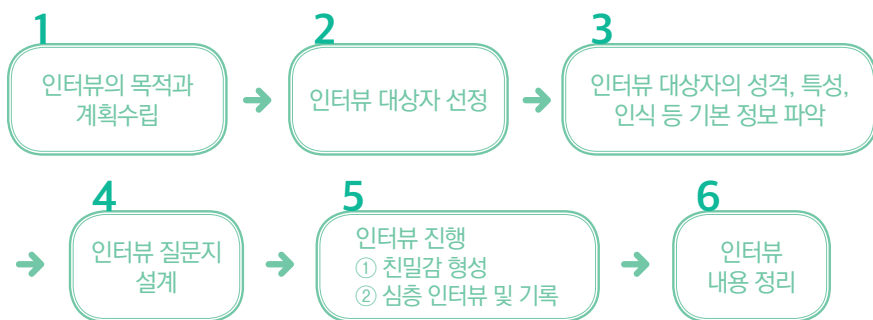 1
인터뷰의 목적과
계획수립
2
인터뷰 대상자 선정
3
인터뷰 대상자의 성격, 특성,
인식 등 기본 정보 파악
4
인터뷰 질문지
설계
5
인터뷰 진행
① 친밀감 형성
② 심층 인터뷰 및 기록
6
인터뷰
내용 정리